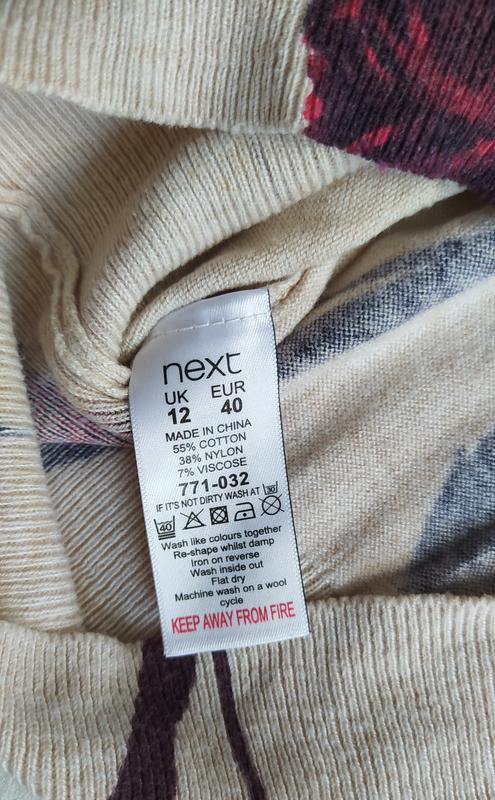 next
UK EUR
12 40
MADE IN CHINA
55% COTTON
38% NYLON
7% VISCOSE
771-032
IF IT'S NOT DIRTY WASH AT 30
40
Wash like colours together
Re-shape whilst damp
Iron on reverse
Wash inside out
Flat dry
Machine wash on a wool
cycle
KEEP AWAY FROM FIRE